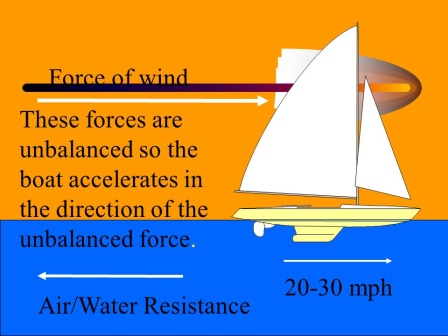 Force of wind
These forces are
unbalanced so the
boat accelerates in
the direction of the
unbalanced force.
20-30 mph
Air/Water Resistance